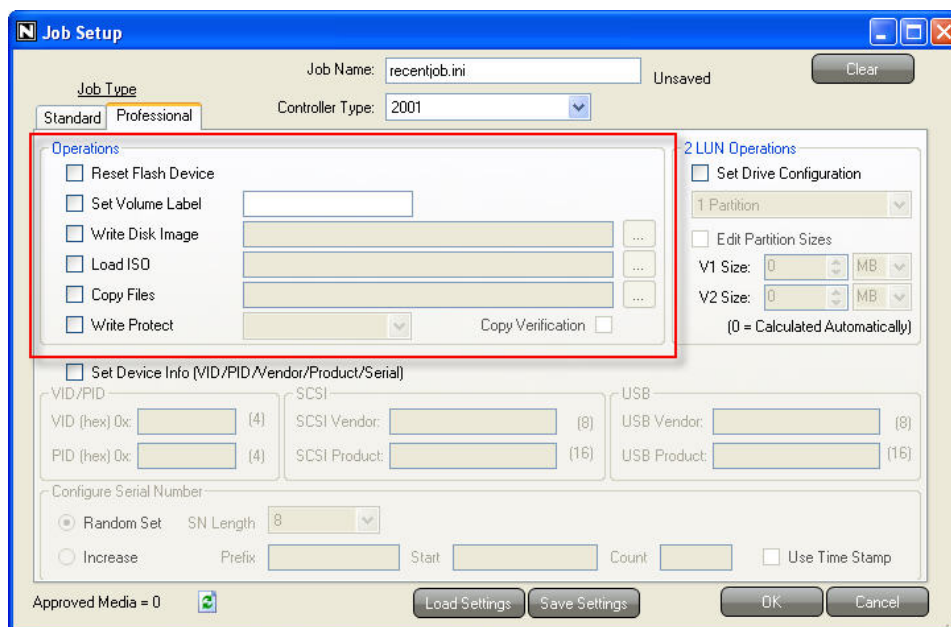 N Job Setup
Job Name: recentjob.ini Unsaved Clear
Job Type
Controller Type: 2001
Standard Professional
Operations
Reset Flash Device
Set Volume Label
Write Disk Image ...
Load ISO ...
Copy Files ...
Write Protect Copy Verification
2 LUN Operations
Set Drive Configuration
1 Partition
Edit Partition Sizes
V1 Size: 0 MB
V2 Size: 0 MB
(0 = Calculated Automatically)
Set Device Info (VID/PID/Vendor/Product/Serial)
VID/PID
VID (hex) 0x: (4)
PID (hex) 0x: (4)
SCSI
SCSI Vendor: (8)
SCSI Product: (16)
USB
USB Vendor: (8)
USB Product: (16)
Configure Serial Number
Random Set SN Length 8
Increase Prefix Start Count Use Time Stamp
Approved Media = 0 Load Settings Save Settings OK Cancel